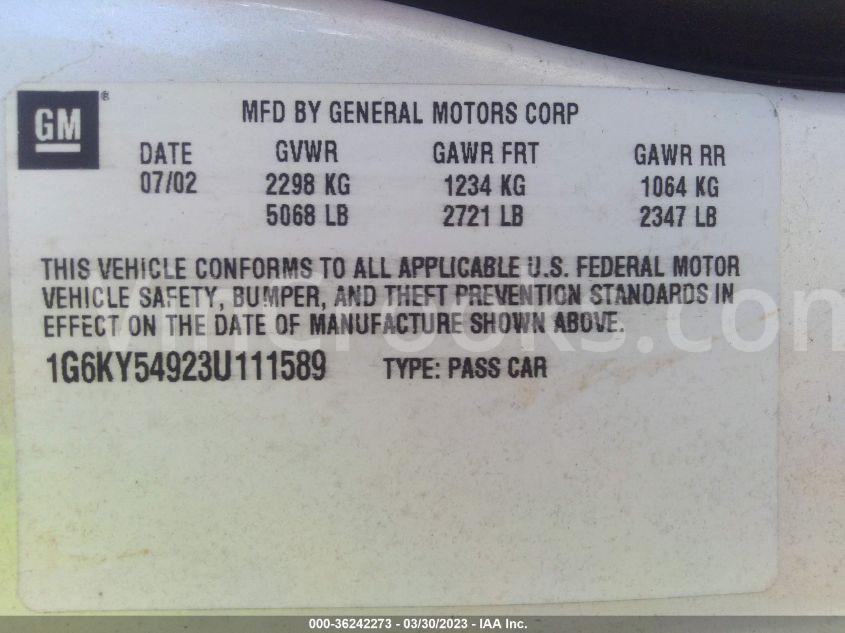 GM®
MFD BY GENERAL MOTORS CORP
DATE GVWR GAWR FRT GAWR RR
07/02 2298 KG 1234 KG 1064 KG
5068 LB 2721 LB 2347 LB
THIS VEHICLE CONFORMS TO ALL APPLICABLE U.S. FEDERAL MOTOR
VEHICLE SAFETY, BUMPER, AND THEFT PREVENTION STANDARDS IN
EFFECT ON THE DATE OF MANUFACTURE SHOWN ABOVE.
1G6KY54923U111589 TYPE: PASS CAR
000-36242273 - 03/30/2023 - IAA Inc.